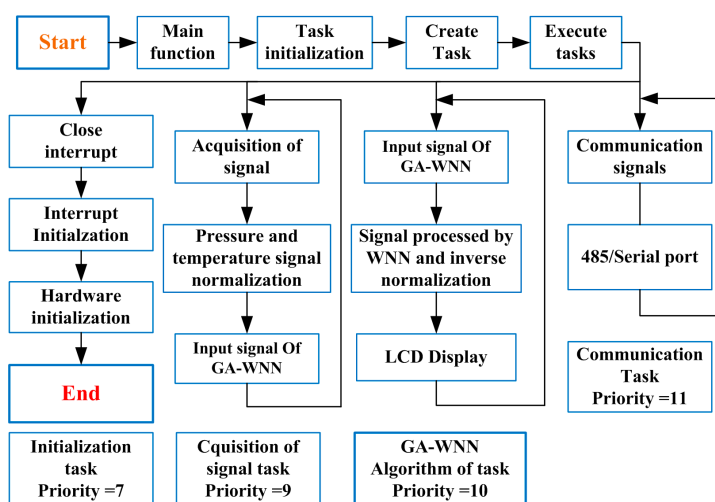 Start
Main
function
Task
initialization
Create
Task
Execute
tasks
Close
interrupt
Interrupt
Initialzation
Hardware
initialization
End
Initialization
task
Priority =7
Acquisition of
signal
Pressure and
temperature signal
normalization
Input signal Of
GA-WNN
Cquisition of
signal task
Priority =9
Input signal Of
GA-WNN
Signal processed by
WNN and inverse
normalization
LCD Display
GA-WNN
Algorithm of task
Priority =10
Communication
signals
485/Serial port
Communication
Task
Priority =11